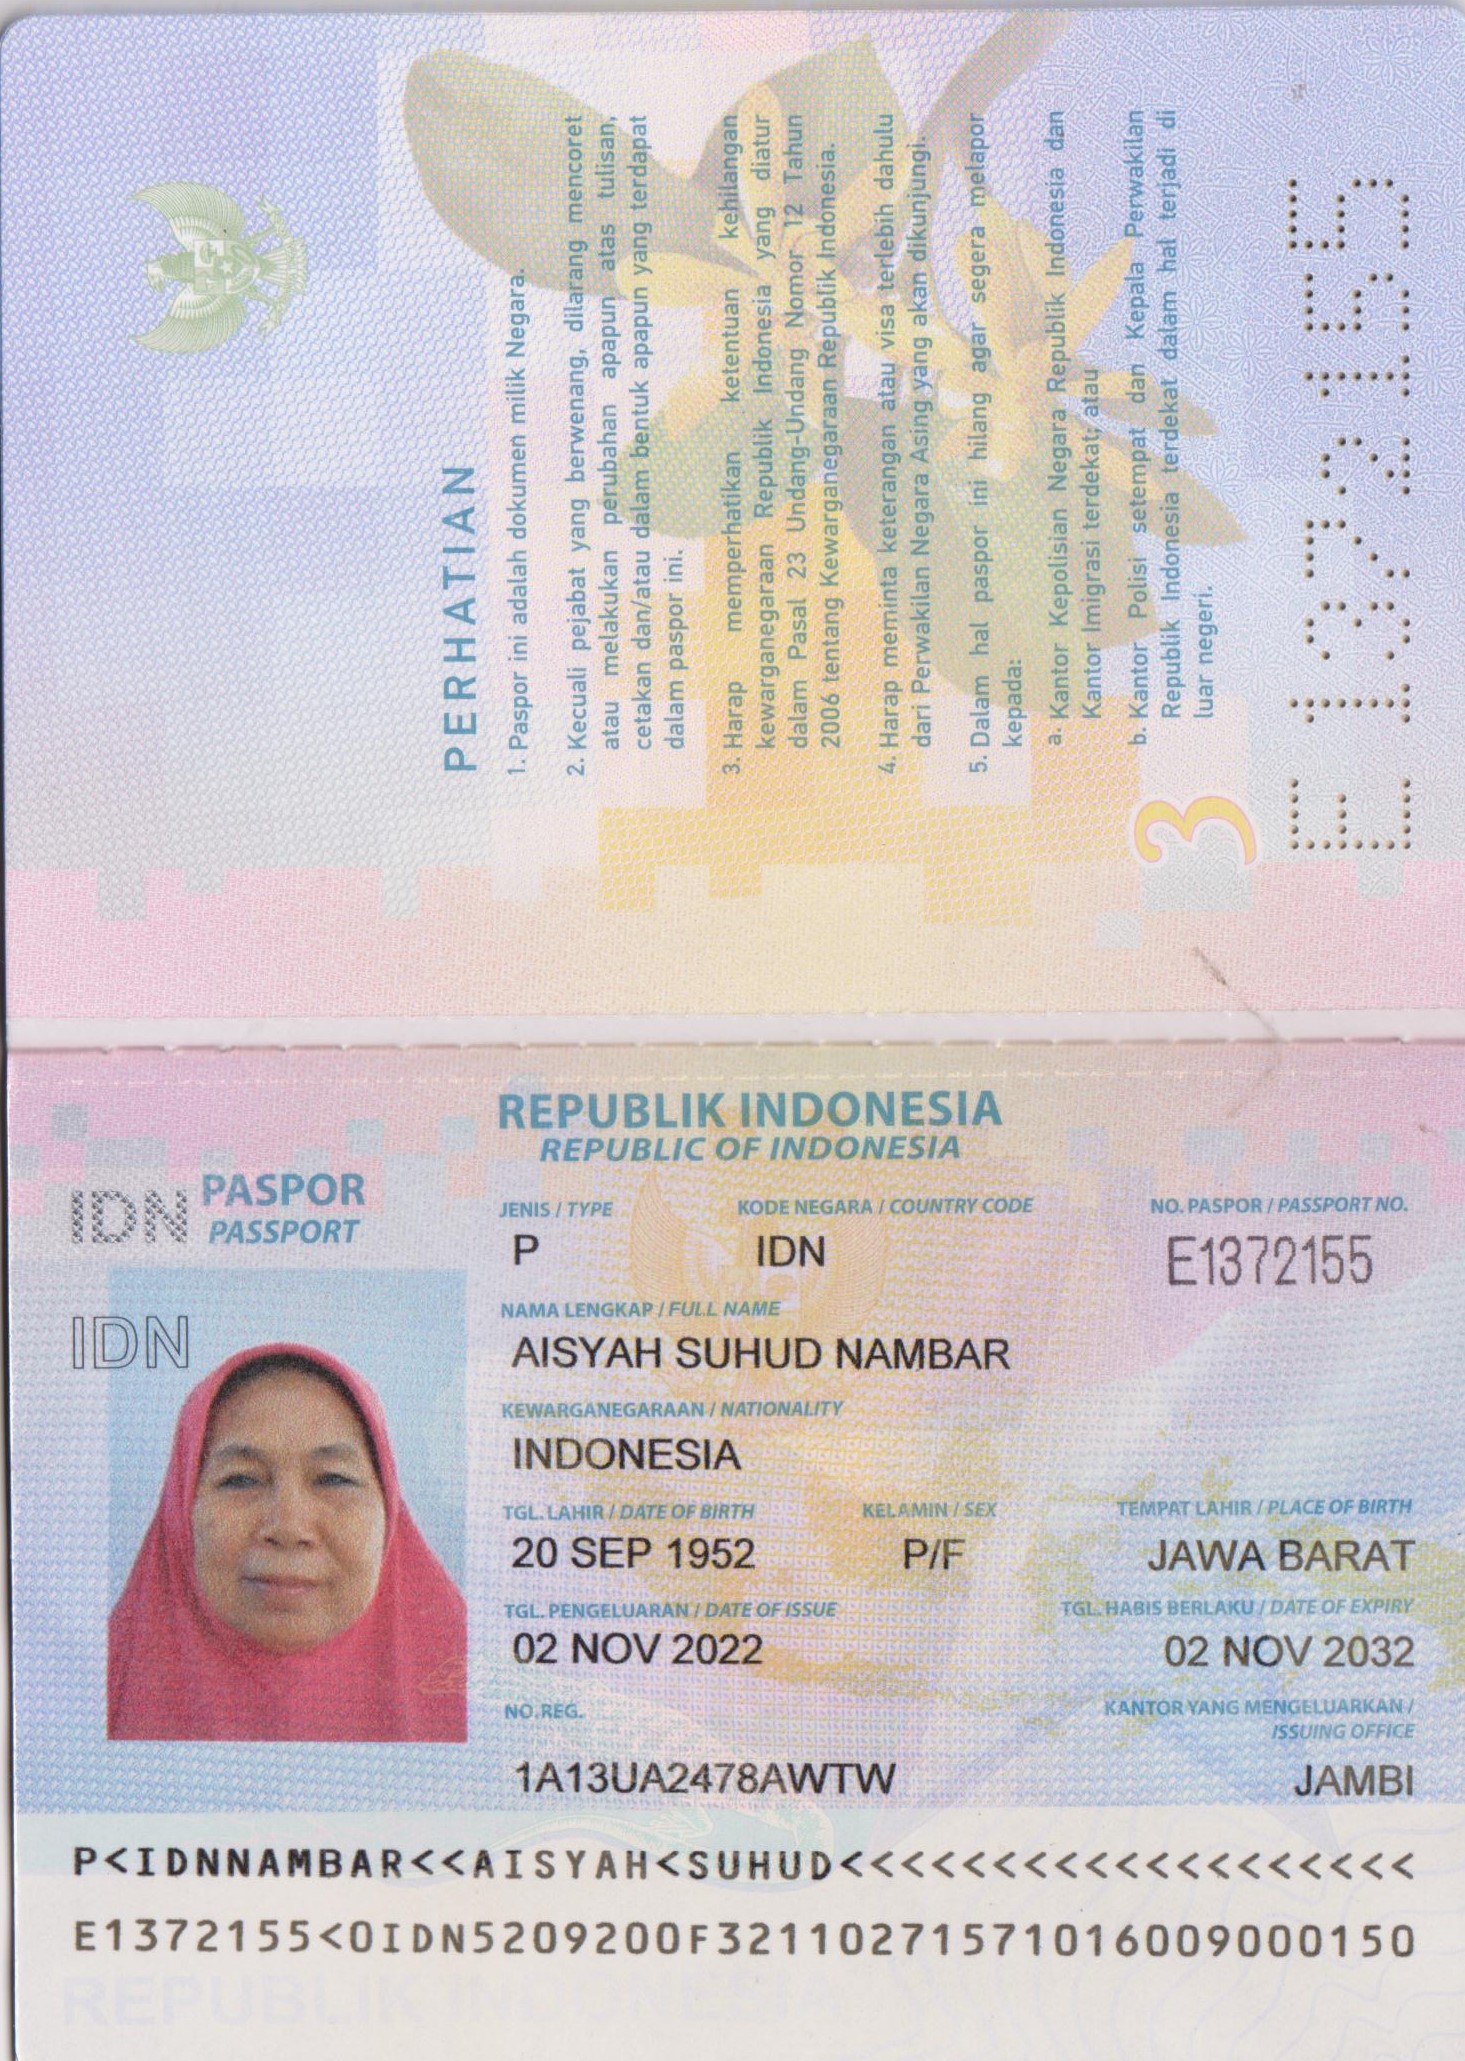 PERHATIAN
1. Paspor ini adalah dokumen milik Negara.
2. Kecuali pejabat yang berwenang, dilarang mencoret
atau melakukan perubahan apapun atas tulisan,
cetakan dan/atau dalam bentuk apapun yang terdapat
dalam paspor ini.
3. Harap memperhatikan ketentuan kehilangan
kewarganegaraan Republik Indonesia yang diatur
dalam Pasal 23 Undang-Undang Nomor 12 Tahun
2006 tentang Kewarganegaraan Republik Indonesia.
4. Harap meminta keterangan atau visa terlebih dahulu
dari Perwakilan Negara Asing yang akan dikunjungi.
5. Dalam hal paspor ini hilang agar segera melapor
kepada:
a. Kantor Kepolisian Negara Republik Indonesia dan
Kantor Imigrasi terdekat; atau
b. Kantor Polisi setempat dan Kepala Perwakilan
Republik Indonesia terdekat dalam hal terjadi di
luar negeri.
3
E1372155
REPUBLIK INDONESIA
REPUBLIC OF INDONESIA
IDN PASPOR
PASSPORT
JENIS / TYPE KODE NEGARA / COUNTRY CODE NO. PASPOR / PASSPORT NO.
P IDN E1372155
IDN
NAMA LENGKAP / FULL NAME
AISYAH SUHUD NAMBAR
KEWARGANEGARAAN / NATIONALITY
INDONESIA
TGL. LAHIR / DATE OF BIRTH KELAMIN / SEX TEMPAT LAHIR / PLACE OF BIRTH
20 SEP 1952 P/F JAWA BARAT
TGL. PENGELUARAN / DATE OF ISSUE TGL. HABIS BERLAKU / DATE OF EXPIRY
02 NOV 2022 02 NOV 2032
NO. REG. KANTOR YANG MENGELUARKAN /
ISSUING OFFICE
1A13UA2478AWTW JAMBI
P<IDNNAMBAR<<AISYAH<SUHUD<<<<<<<<<<<<<<<<<<<
E1372155<0IDN5209200F32110271571016009000150
REPUBLIK INDONESIA